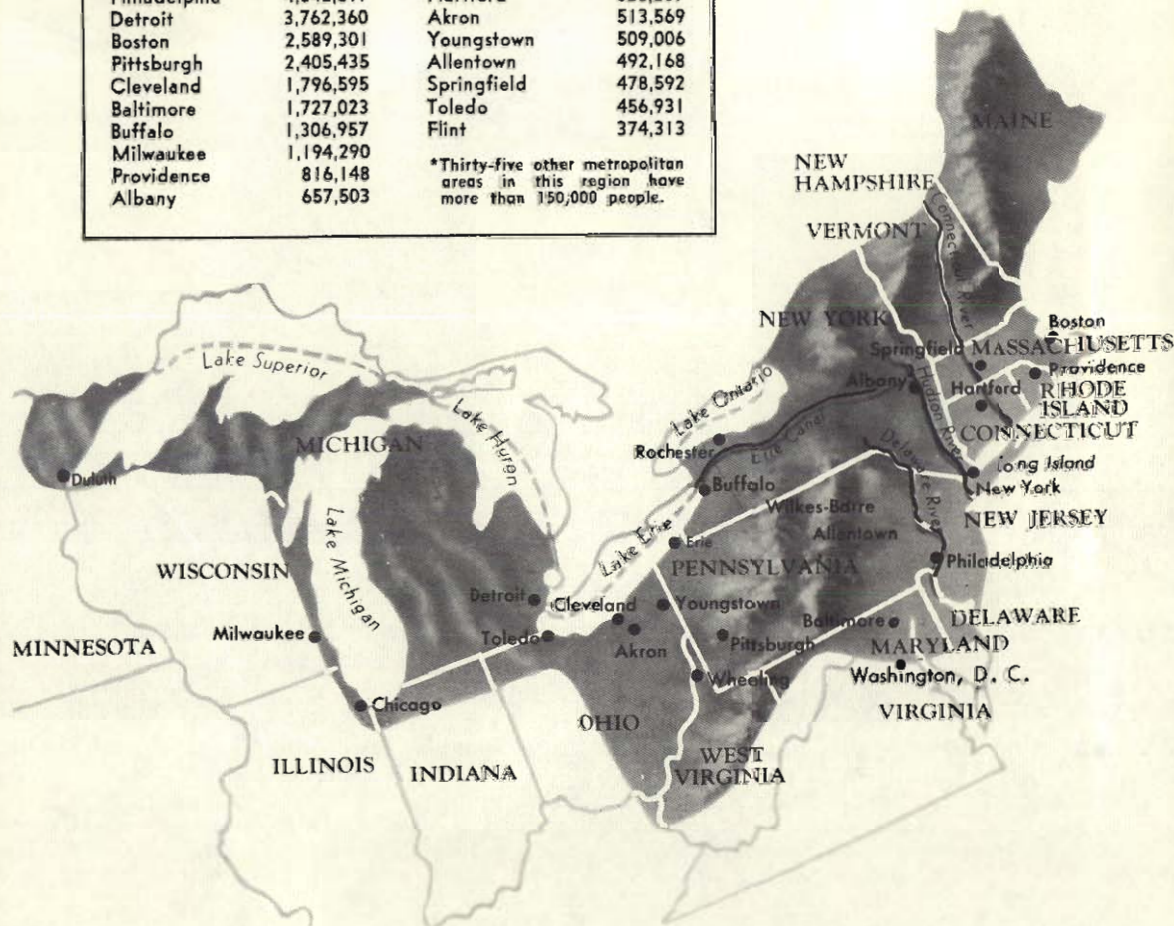 Philadelphia
Detroit 3,762,360
Boston 2,589,301
Pittsburgh 2,405,435
Cleveland 1,796,595
Baltimore 1,727,023
Buffalo 1,306,957
Milwaukee 1,194,290
Providence 816,148
Albany 657,503
Hartford
Akron 513,569
Youngstown 509,006
Allentown 492,168
Springfield 478,592
Toledo 456,931
Flint 374,313
*Thirty-five other metropolitan
areas in this region have
more than 150,000 people.
MAINE
NEW
HAMPSHIRE
VERMONT
Connecticut River
NEW YORK
Boston
Springfield
MASSACHUSETTS
Providence
Albany
Hudson River
Hartford
RHODE
ISLAND
CONNECTICUT
Lake Superior
Lake Ontario
Lake Huron
MICHIGAN
Rochester
Erie Canal
Delaware River
Long Island
Duluth
Buffalo
New York
Wilkes-Barre
NEW JERSEY
Lake Michigan
Lake Erie
Erie
Allentown
PENNSYLVANIA
Philadelphia
WISCONSIN
Detroit
Cleveland
Youngstown
DELAWARE
Milwaukee
Toledo
Akron
Pittsburgh
Baltimore
MINNESOTA
MARYLAND
Wheeling
Washington, D. C.
Chicago
OHIO
VIRGINIA
ILLINOIS
INDIANA
WEST
VIRGINIA